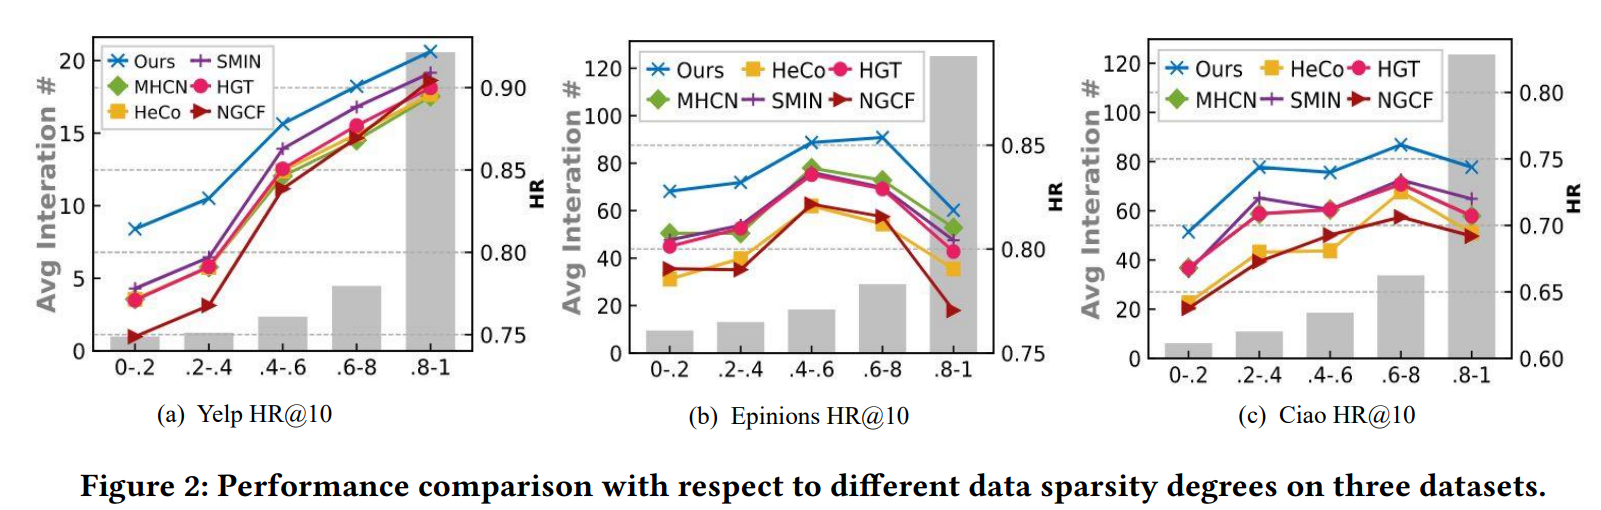 Avg Interation #
20
15
10
5
0
Ours
MHCN
HeCo
SMIN
HGT
NGCF
0.90
0.85
0.80
0.75
HR
0-.2 .2-.4 .4-.6 .6-8 .8-1
(a) Yelp HR@10
Avg Interation #
120
100
80
60
40
20
0
Ours HeCo HGT
MHCN SMIN NGCF
0.85
0.80
0.75
HR
0-.2 .2-.4 .4-.6 .6-8 .8-1
(b) Epinions HR@10
Avg Interation #
120
100
80
60
40
20
0
Ours HeCo HGT
MHCN SMIN NGCF
0.80
0.75
0.70
0.65
0.60
HR
0-.2 .2-.4 .4-.6 .6-8 .8-1
(c) Ciao HR@10
Figure 2: Performance comparison with respect to different data sparsity degrees on three datasets.